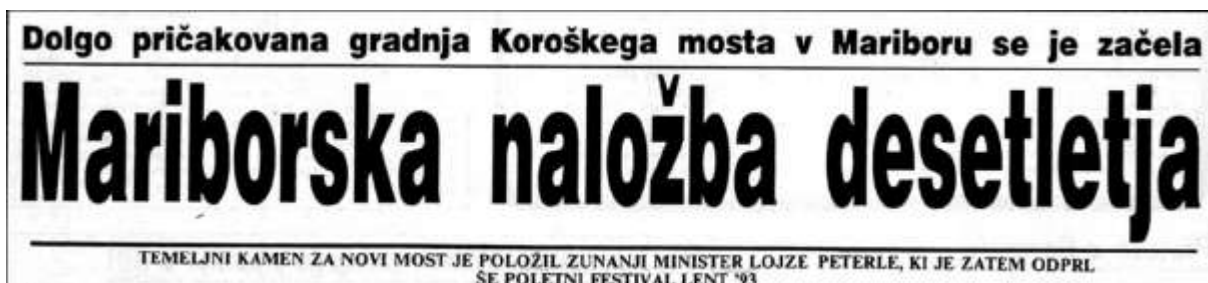 Dolgo pričakovana gradnja Koroškega mosta v Mariboru se je začela
Mariborska naložba desetletja
TEMELJNI KAMEN ZA NOVI MOST JE POLOŽIL ZUNANJI MINISTER LOJZE PETERLE, KI JE ZATEM ODPRL
ŠE POLETNI FESTIVAL LENT '93